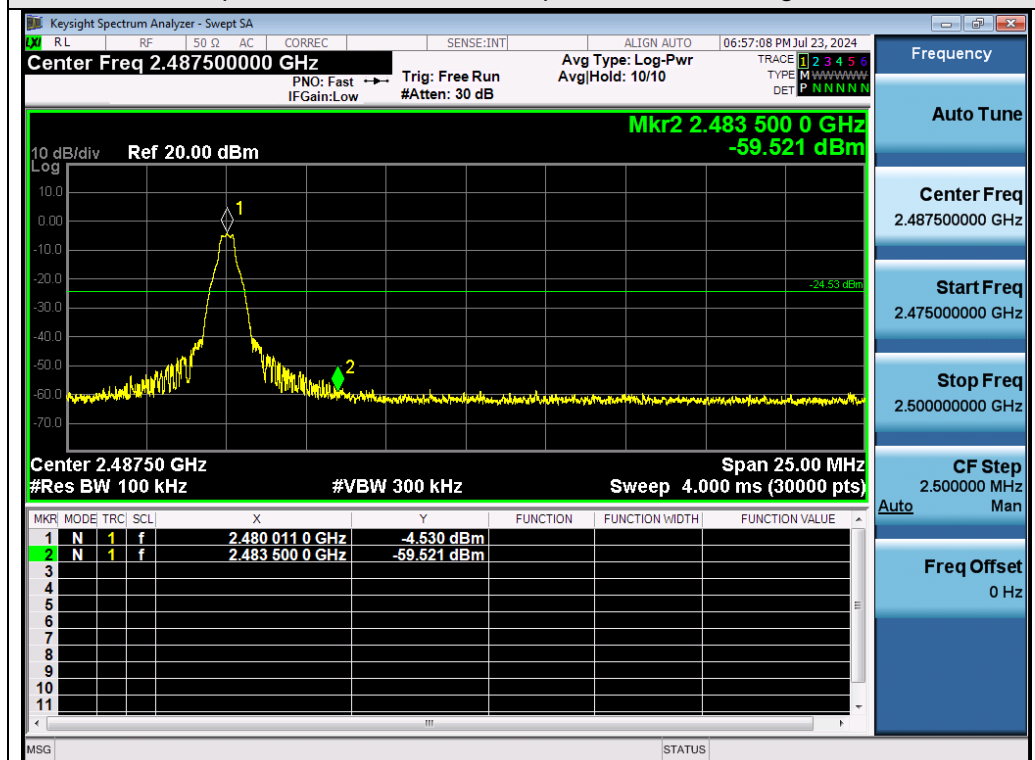 Keysight Spectrum Analyzer - Swept SA
LXI RL RF 50 Ω AC CORREC SENSE:INT ALIGN AUTO 06:57:08 PM Jul 23, 2024
Center Freq 2.487500000 GHz
PNO: Fast
IFGain:Low
Trig: Free Run
#Atten: 30 dB
Avg Type: Log-Pwr
Avg|Hold: 10/10
TRACE 1 2 3 4 5 6
TYPE M WWWWW
DET P N N N N N
Mkr2 2.483 500 0 GHz
-59.521 dBm
10 dB/div Ref 20.00 dBm
Log
10.0
0.00
-10.0
-20.0
-30.0
-40.0
-50.0
-60.0
-70.0
1
2
-24.53 dBm
Center 2.48750 GHz Span 25.00 MHz
#Res BW 100 kHz #VBW 300 kHz Sweep 4.000 ms (30000 pts)
MKR MODE TRC SCL X Y FUNCTION FUNCTION WIDTH FUNCTION VALUE
1 N 1 f 2.480 011 0 GHz -4.530 dBm
2 N 1 f 2.483 500 0 GHz -59.521 dBm
3
4
5
6
7
8
9
10
11
MSG STATUS
Frequency
Auto Tune
Center Freq
2.487500000 GHz
Start Freq
2.475000000 GHz
Stop Freq
2.500000000 GHz
CF Step
2.500000 MHz
Auto Man
Freq Offset
0 Hz